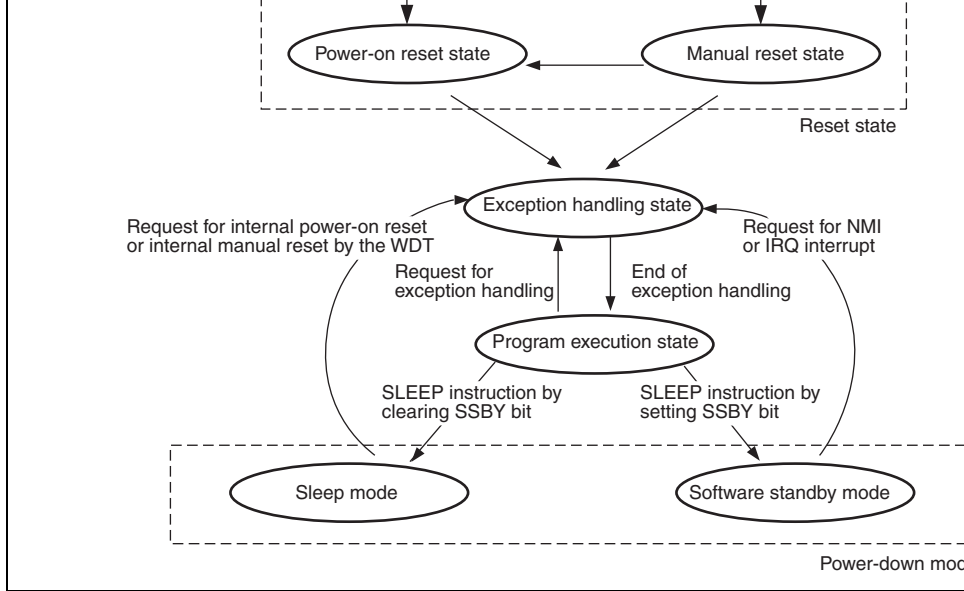 Power-on reset state
Manual reset state
Reset state
Exception handling state
Request for internal power-on reset
or internal manual reset by the WDT
Request for NMI
or IRQ interrupt
Request for
exception handling
End of
exception handling
Program execution state
SLEEP instruction by
clearing SSBY bit
SLEEP instruction by
setting SSBY bit
Sleep mode
Software standby mode
Power-down mod